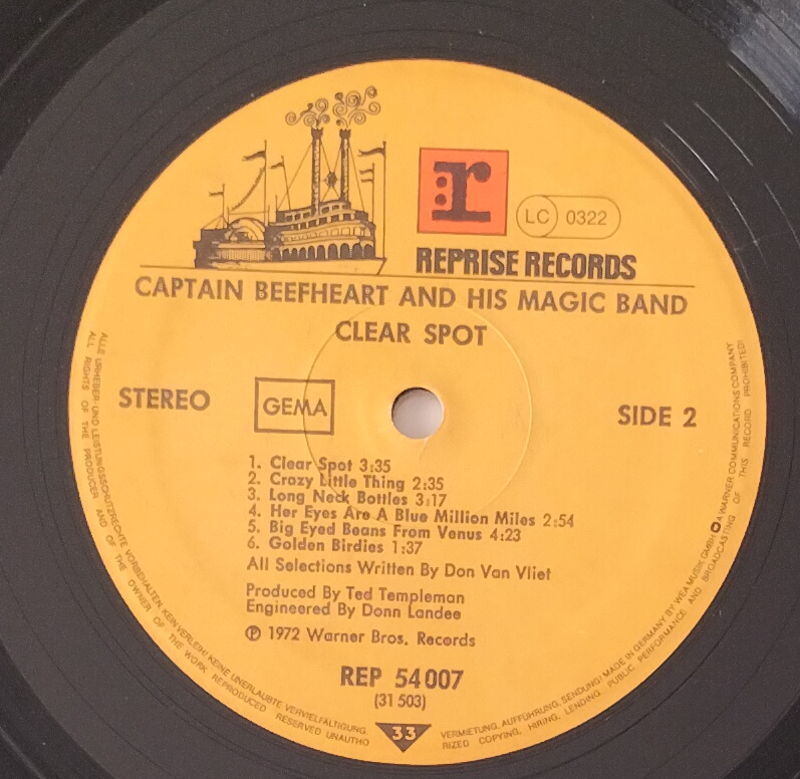 r
LC 0322
REPRISE RECORDS
CAPTAIN BEEFHEART AND HIS MAGIC BAND
CLEAR SPOT
STEREO
GEMA
SIDE 2
1. Clear Spot 3:35
2. Crazy Little Thing 2:35
3. Long Neck Bottles 3:17
4. Her Eyes Are A Blue Million Miles 2:54
5. Big Eyed Beans From Venus 4:23
6. Golden Birdies 1:37
All Selections Written By Don Van Vliet
Produced By Ted Templeman
Engineered By Donn Landee
℗ 1972 Warner Bros. Records
REP 54 007
(31 503)
33
ALLE URHEBER- UND LEISTUNGSSCHUTZRECHTE VORBEHALTEN KEIN VERLEIH! KEINE UNERLAUBTE VERVIELFÄLTIGUNG,
VERMIETUNG, AUFFÜHRUNG, SENDUNG! MADE IN GERMANY BY WEA MUSIK GMBH A WARNER COMMUNICATIONS COMPANY
ALL RIGHTS OF THE PRODUCER AND OF THE OWNER OF THE WORK REPRODUCED RESERVED UNAUTHO
RIZED COPYING, HIRING, LENDING, PUBLIC PERFORMANCE AND BROADCASTING OF THIS RECORD PROHIBITED!